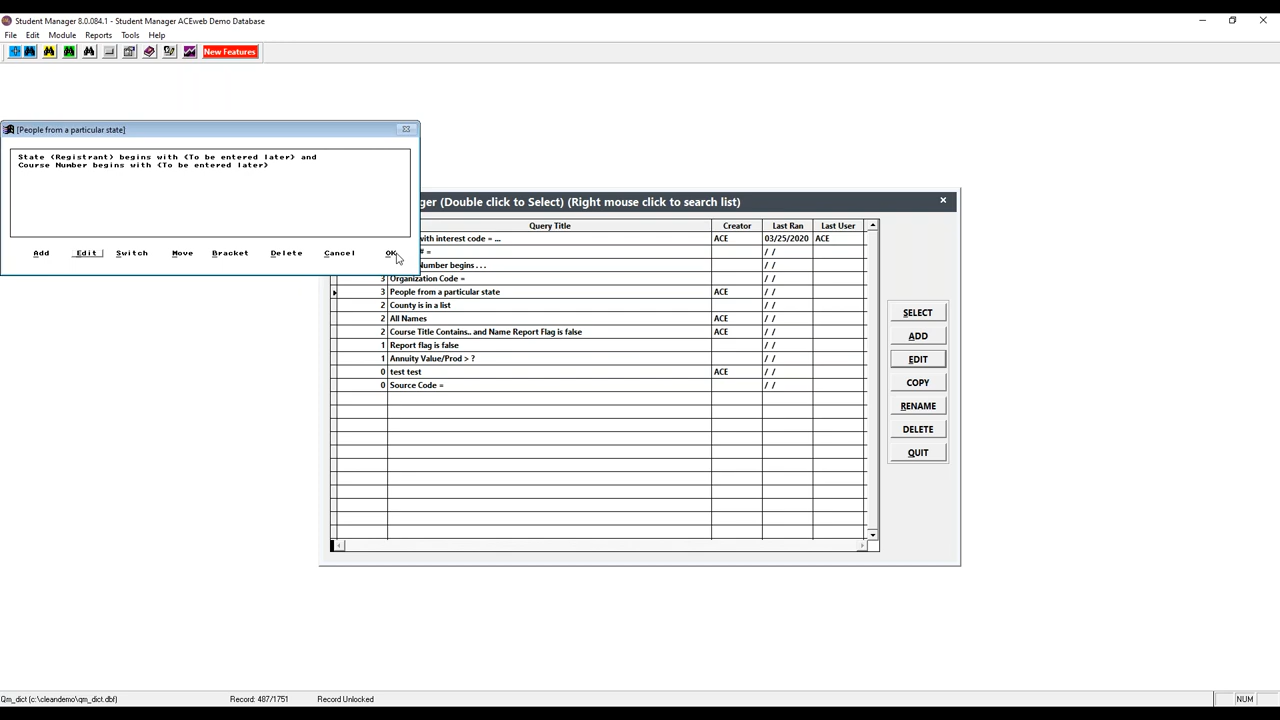 Student Manager 8.0.084.1 - Student Manager ACEweb Demo Database
File Edit Module Reports Tools Help
New Features
[People from a particular state]
State (Registrant) begins with (To be entered later) and
Course Number begins with (To be entered later)
Add Edit Switch Move Bracket Delete Cancel OK
ger (Double click to Select) (Right mouse click to search list)
Query Title Creator Last Ran Last User
with interest code = ... ACE 03/25/2020 ACE
# = / /
Number begins . . . / /
3 Organization Code = / /
3 People from a particular state ACE / /
2 County is in a list / /
2 All Names ACE / /
2 Course Title Contains.. and Name Report Flag is false ACE / /
1 Report flag is false / /
1 Annuity Value/Prod > ? / /
0 test test ACE / /
0 Source Code = / /
SELECT
ADD
EDIT
COPY
RENAME
DELETE
QUIT
Qm_dict (c:\cleandemo\qm_dict.dbf) Record: 487/1751 Record Unlocked NUM